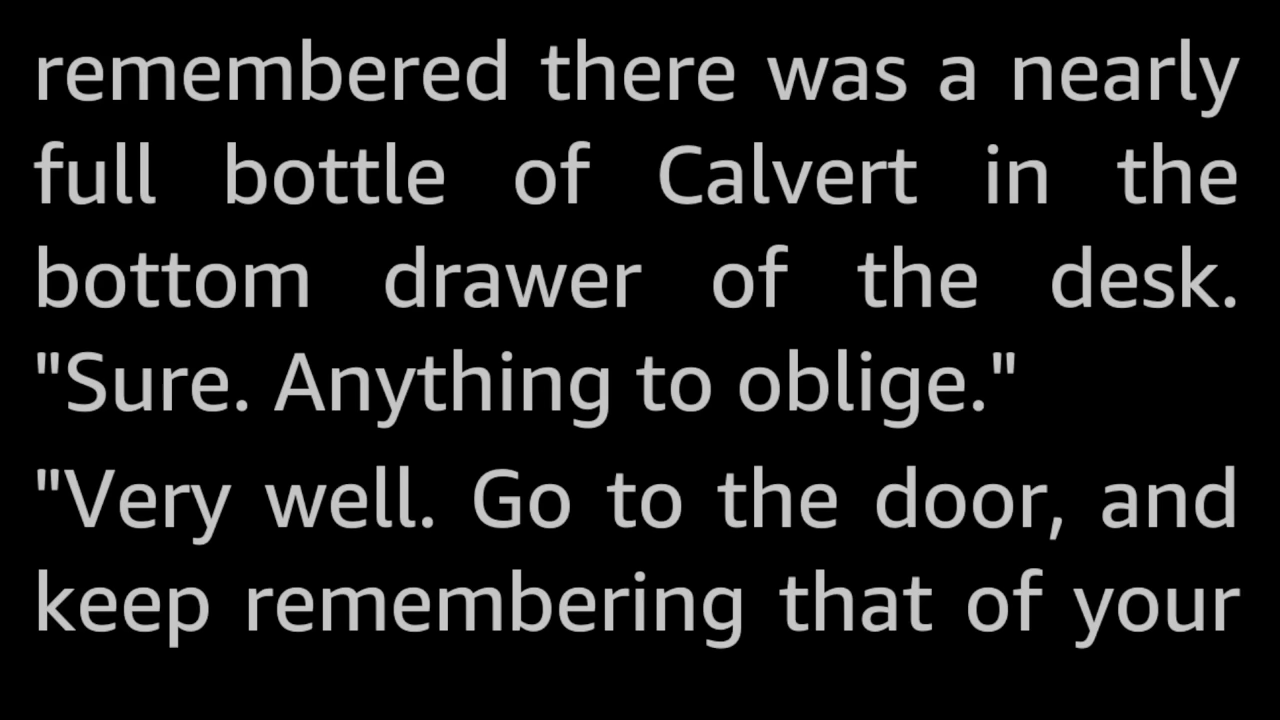 remembered there was a nearly
full bottle of Calvert in the
bottom drawer of the desk.
"Sure. Anything to oblige."
"Very well. Go to the door, and
keep remembering that of your